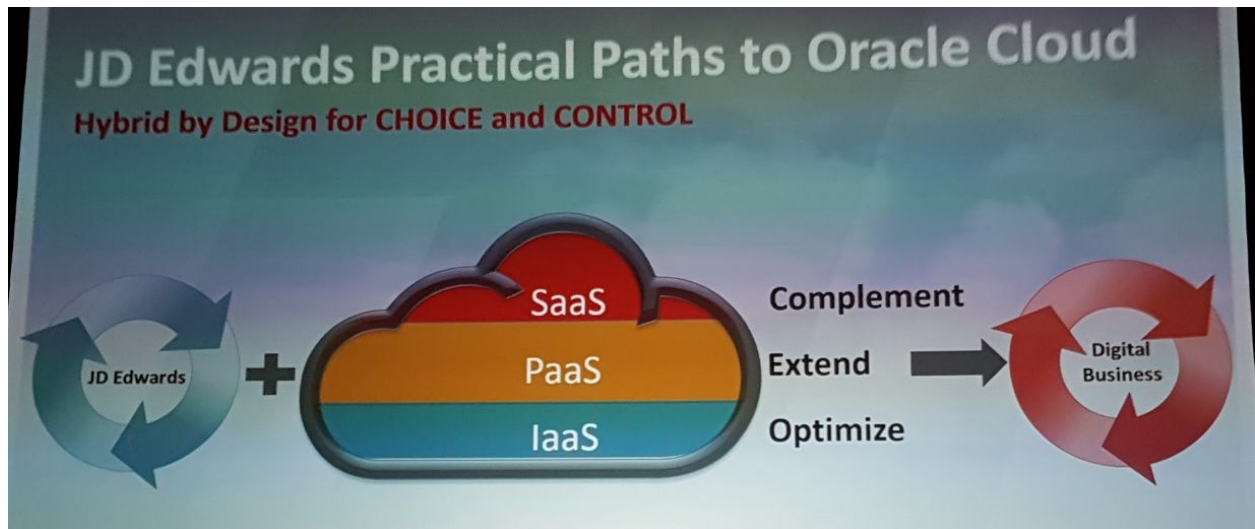 JD Edwards Practical Paths to Oracle Cloud
Hybrid by Design for CHOICE and CONTROL
JD Edwards
SaaS
PaaS
IaaS
Complement
Extend
Optimize
Digital
Business